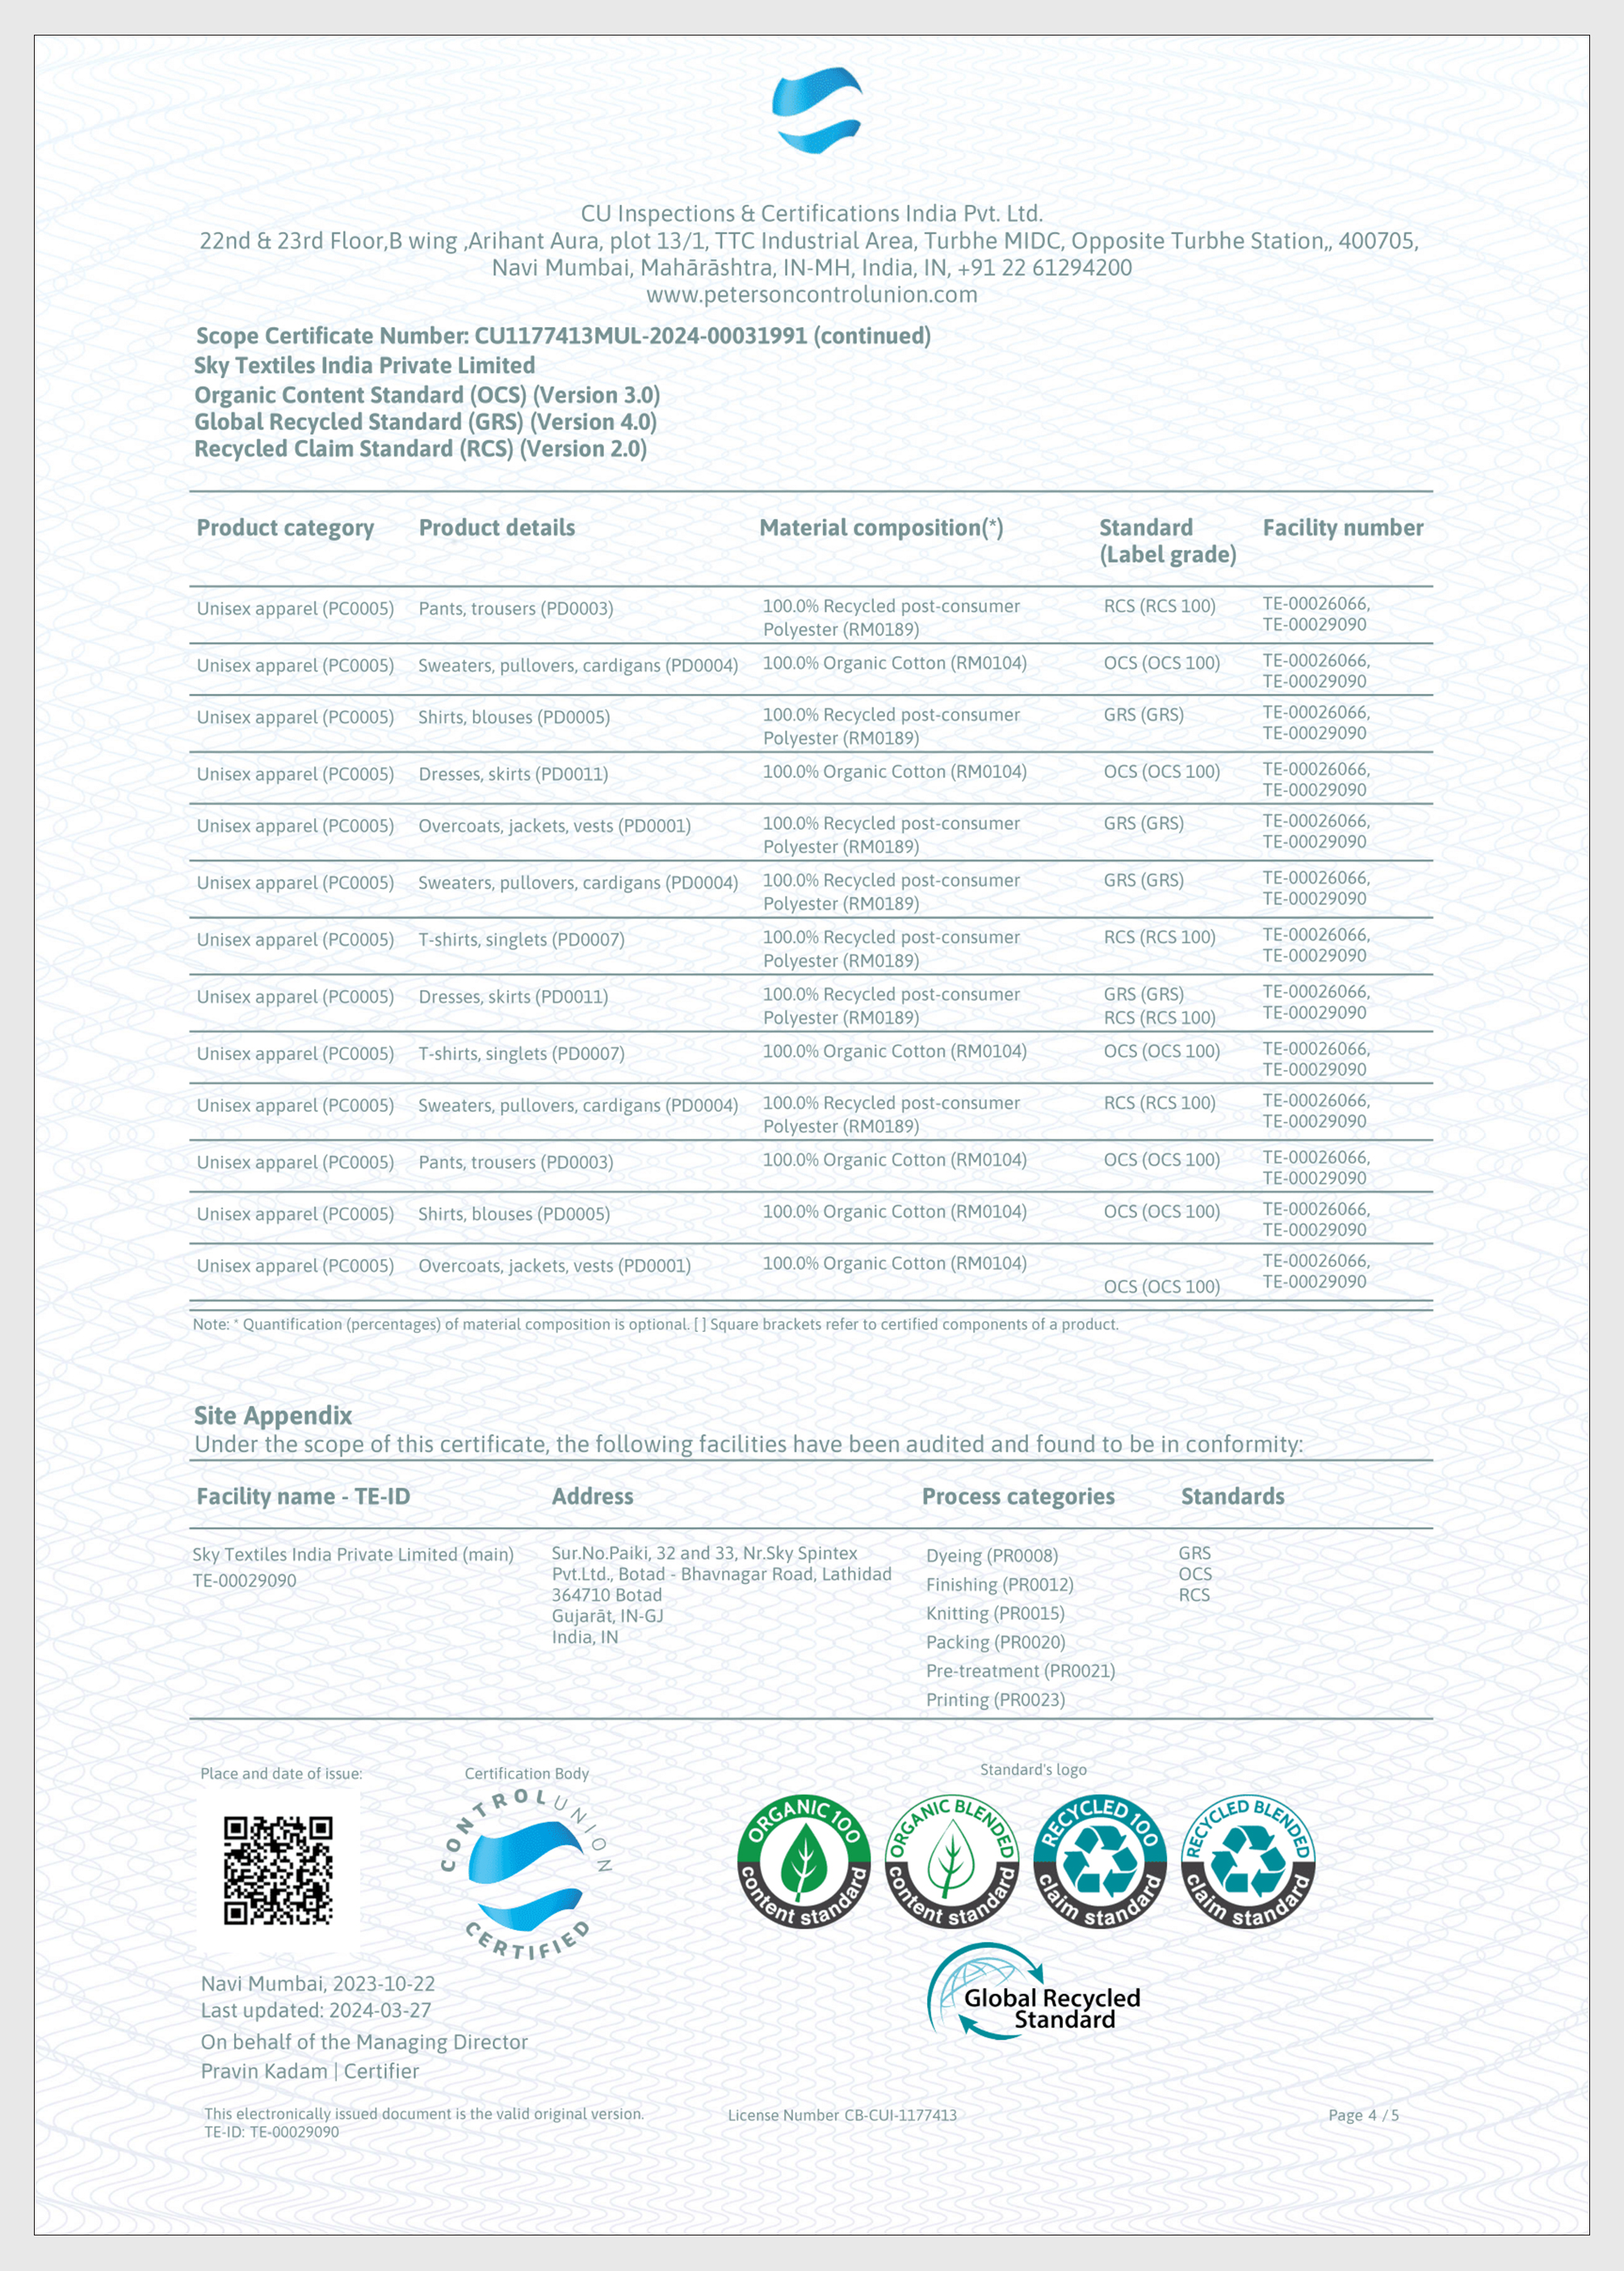 CU Inspections & Certifications India Pvt. Ltd.
22nd & 23rd Floor,B wing ,Arihant Aura, plot 13/1, TTC Industrial Area, Turbhe MIDC, Opposite Turbhe Station,, 400705,
Navi Mumbai, Mahārāshtra, IN-MH, India, IN, +91 22 61294200
www.petersoncontrolunion.com
Scope Certificate Number: CU1177413MUL-2024-00031991 (continued)
Sky Textiles India Private Limited
Organic Content Standard (OCS) (Version 3.0)
Global Recycled Standard (GRS) (Version 4.0)
Recycled Claim Standard (RCS) (Version 2.0)
Product category Product details Material composition(*) Standard Facility number
(Label grade)
Unisex apparel (PC0005) Pants, trousers (PD0003) 100.0% Recycled post-consumer RCS (RCS 100) TE-00026066,
Polyester (RM0189) TE-00029090
Unisex apparel (PC0005) Sweaters, pullovers, cardigans (PD0004) 100.0% Organic Cotton (RM0104) OCS (OCS 100) TE-00026066,
TE-00029090
Unisex apparel (PC0005) Shirts, blouses (PD0005) 100.0% Recycled post-consumer GRS (GRS) TE-00026066,
Polyester (RM0189) TE-00029090
Unisex apparel (PC0005) Dresses, skirts (PD0011) 100.0% Organic Cotton (RM0104) OCS (OCS 100) TE-00026066,
TE-00029090
Unisex apparel (PC0005) Overcoats, jackets, vests (PD0001) 100.0% Recycled post-consumer GRS (GRS) TE-00026066,
Polyester (RM0189) TE-00029090
Unisex apparel (PC0005) Sweaters, pullovers, cardigans (PD0004) 100.0% Recycled post-consumer GRS (GRS) TE-00026066,
Polyester (RM0189) TE-00029090
Unisex apparel (PC0005) T-shirts, singlets (PD0007) 100.0% Recycled post-consumer RCS (RCS 100) TE-00026066,
Polyester (RM0189) TE-00029090
Unisex apparel (PC0005) Dresses, skirts (PD0011) 100.0% Recycled post-consumer GRS (GRS) TE-00026066,
Polyester (RM0189) RCS (RCS 100) TE-00029090
Unisex apparel (PC0005) T-shirts, singlets (PD0007) 100.0% Organic Cotton (RM0104) OCS (OCS 100) TE-00026066,
TE-00029090
Unisex apparel (PC0005) Sweaters, pullovers, cardigans (PD0004) 100.0% Recycled post-consumer RCS (RCS 100) TE-00026066,
Polyester (RM0189) TE-00029090
Unisex apparel (PC0005) Pants, trousers (PD0003) 100.0% Organic Cotton (RM0104) OCS (OCS 100) TE-00026066,
TE-00029090
Unisex apparel (PC0005) Shirts, blouses (PD0005) 100.0% Organic Cotton (RM0104) OCS (OCS 100) TE-00026066,
TE-00029090
Unisex apparel (PC0005) Overcoats, jackets, vests (PD0001) 100.0% Organic Cotton (RM0104) TE-00026066,
OCS (OCS 100) TE-00029090
Note: * Quantification (percentages) of material composition is optional. [ ] Square brackets refer to certified components of a product.
Site Appendix
Under the scope of this certificate, the following facilities have been audited and found to be in conformity:
Facility name - TE-ID Address Process categories Standards
Sky Textiles India Private Limited (main) Sur.No.Paiki, 32 and 33, Nr.Sky Spintex Dyeing (PR0008) GRS
TE-00029090 Pvt.Ltd., Botad - Bhavnagar Road, Lathidad Finishing (PR0012) OCS
364710 Botad Knitting (PR0015) RCS
Gujarāt, IN-GJ Packing (PR0020)
India, IN Pre-treatment (PR0021)
Printing (PR0023)
Place and date of issue: Certification Body Standard's logo
CONTROLUNION
CERTIFIED
ORGANIC 100
content standard
ORGANIC BLENDED
content standard
RECYCLED 100
claim standard
RECYCLED BLENDED
claim standard
Global Recycled
Standard
Navi Mumbai, 2023-10-22
Last updated: 2024-03-27
On behalf of the Managing Director
Pravin Kadam | Certifier
This electronically issued document is the valid original version. License Number CB-CUI-1177413 Page 4 / 5
TE-ID: TE-00029090